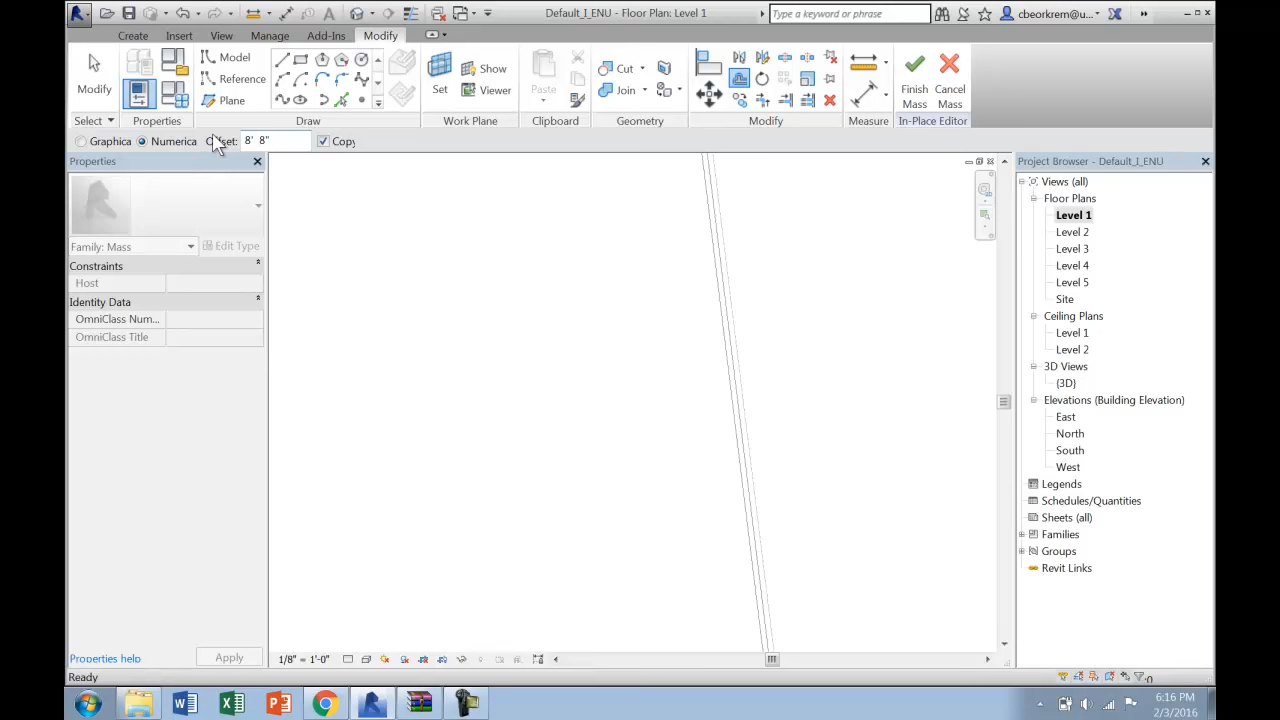 Default_I_ENU - Floor Plan: Level 1
Type a keyword or phrase
cbeorkrem@u...
Create Insert View Manage Add-Ins Modify
Modify
Model
Reference
Plane
Set
Show
Viewer
Paste
Cut
Join
Finish Mass
Cancel Mass
Select Properties Draw Work Plane Clipboard Geometry Modify Measure In-Place Editor
Graphica Numerica 8' 8" Copy
Properties
Family: Mass Edit Type
Constraints
Host
Identity Data
OmniClass Num...
OmniClass Title
Properties help Apply
1/8" = 1'-0"
Ready
:0
Project Browser - Default_I_ENU
Views (all)
Floor Plans
Level 1
Level 2
Level 3
Level 4
Level 5
Site
Ceiling Plans
Level 1
Level 2
3D Views
{3D}
Elevations (Building Elevation)
East
North
South
West
Legends
Schedules/Quantities
Sheets (all)
Families
Groups
Revit Links
6:16 PM
2/3/2016